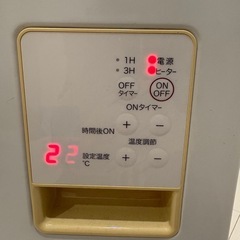 1H 電源
3H ヒーター
OFF
タイマー
ON
OFF
ONタイマー
時間後ON + −
温度調節
22 設定温度
℃ + −